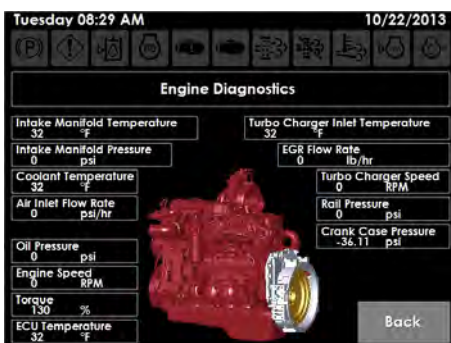 Tuesday 08:29 AM 10/22/2013
Engine Diagnostics
Intake Manifold Temperature
32 °F
Intake Manifold Pressure
0 psi
Coolant Temperature
32 °F
Air Inlet Flow Rate
0 psi/hr
Oil Pressure
0 psi
Engine Speed
0 RPM
Torque
130 %
ECU Temperature
32 °F
Turbo Charger Inlet Temperature
32 °F
EGR Flow Rate
0 lb/hr
Turbo Charger Speed
0 RPM
Rail Pressure
0 psi
Crank Case Pressure
-36.11 psi
Back